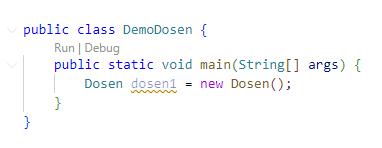 public class DemoDosen {
Run | Debug
public static void main(String[] args) {
Dosen dosen1 = new Dosen();
}
}